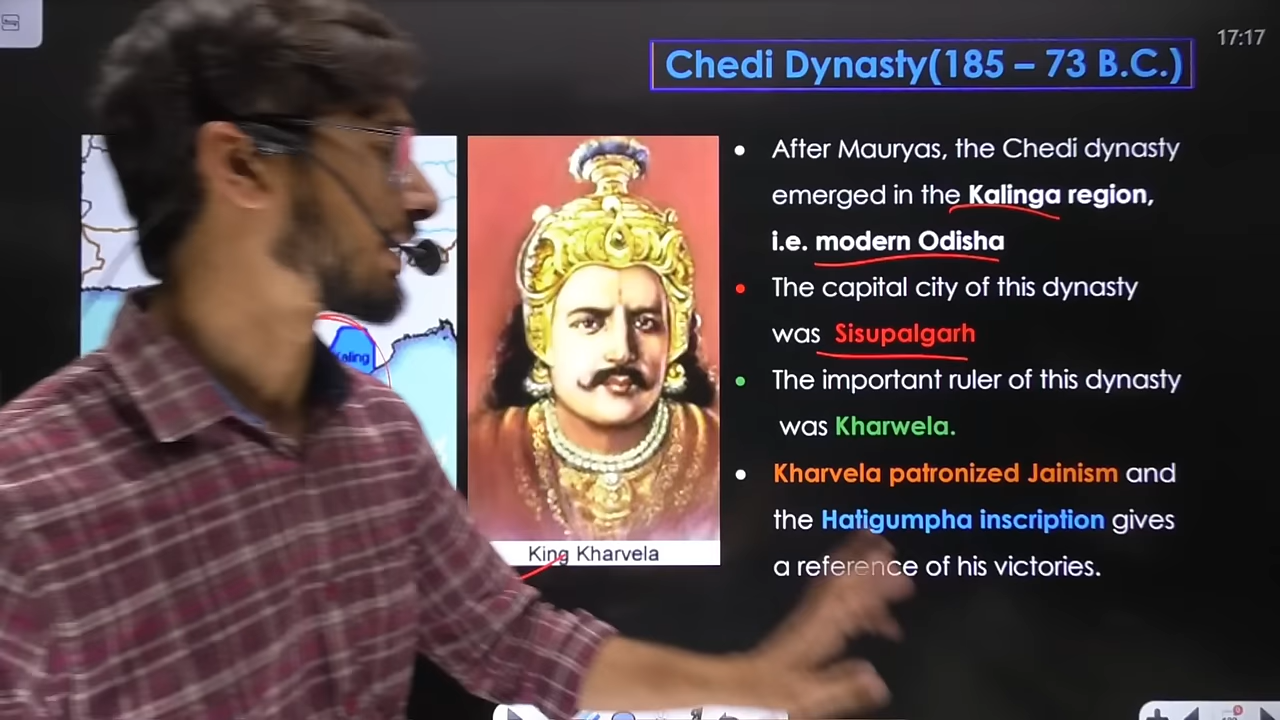 17:17
Chedi Dynasty(185 – 73 B.C.)
After Mauryas, the Chedi dynasty
emerged in the Kalinga region,
i.e. modern Odisha
The capital city of this dynasty
was Sisupalgarh
The important ruler of this dynasty
was Kharwela.
Kharvela patronized Jainism and
the Hatigumpha inscription gives
a reference of his victories.
King Kharvela